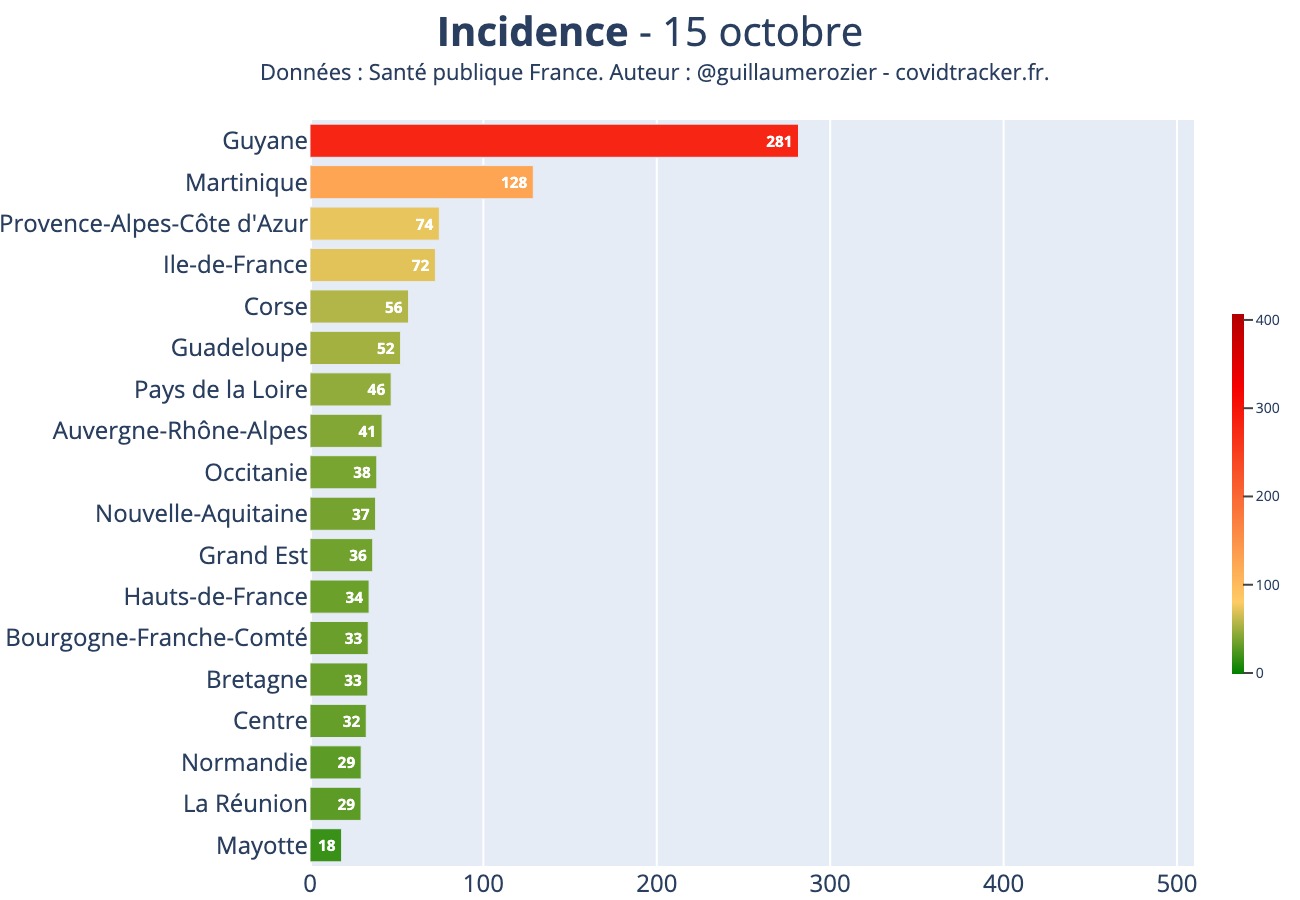 Incidence - 15 octobre
Données : Santé publique France. Auteur : @guillaumerozier - covidtracker.fr.
Guyane 281
Martinique 128
Provence-Alpes-Côte d'Azur 74
Ile-de-France 72
Corse 56
Guadeloupe 52
Pays de la Loire 46
Auvergne-Rhône-Alpes 41
Occitanie 38
Nouvelle-Aquitaine 37
Grand Est 36
Hauts-de-France 34
Bourgogne-Franche-Comté 33
Bretagne 33
Centre 32
Normandie 29
La Réunion 29
Mayotte 18
0 100 200 300 400 500
400
300
200
100
0